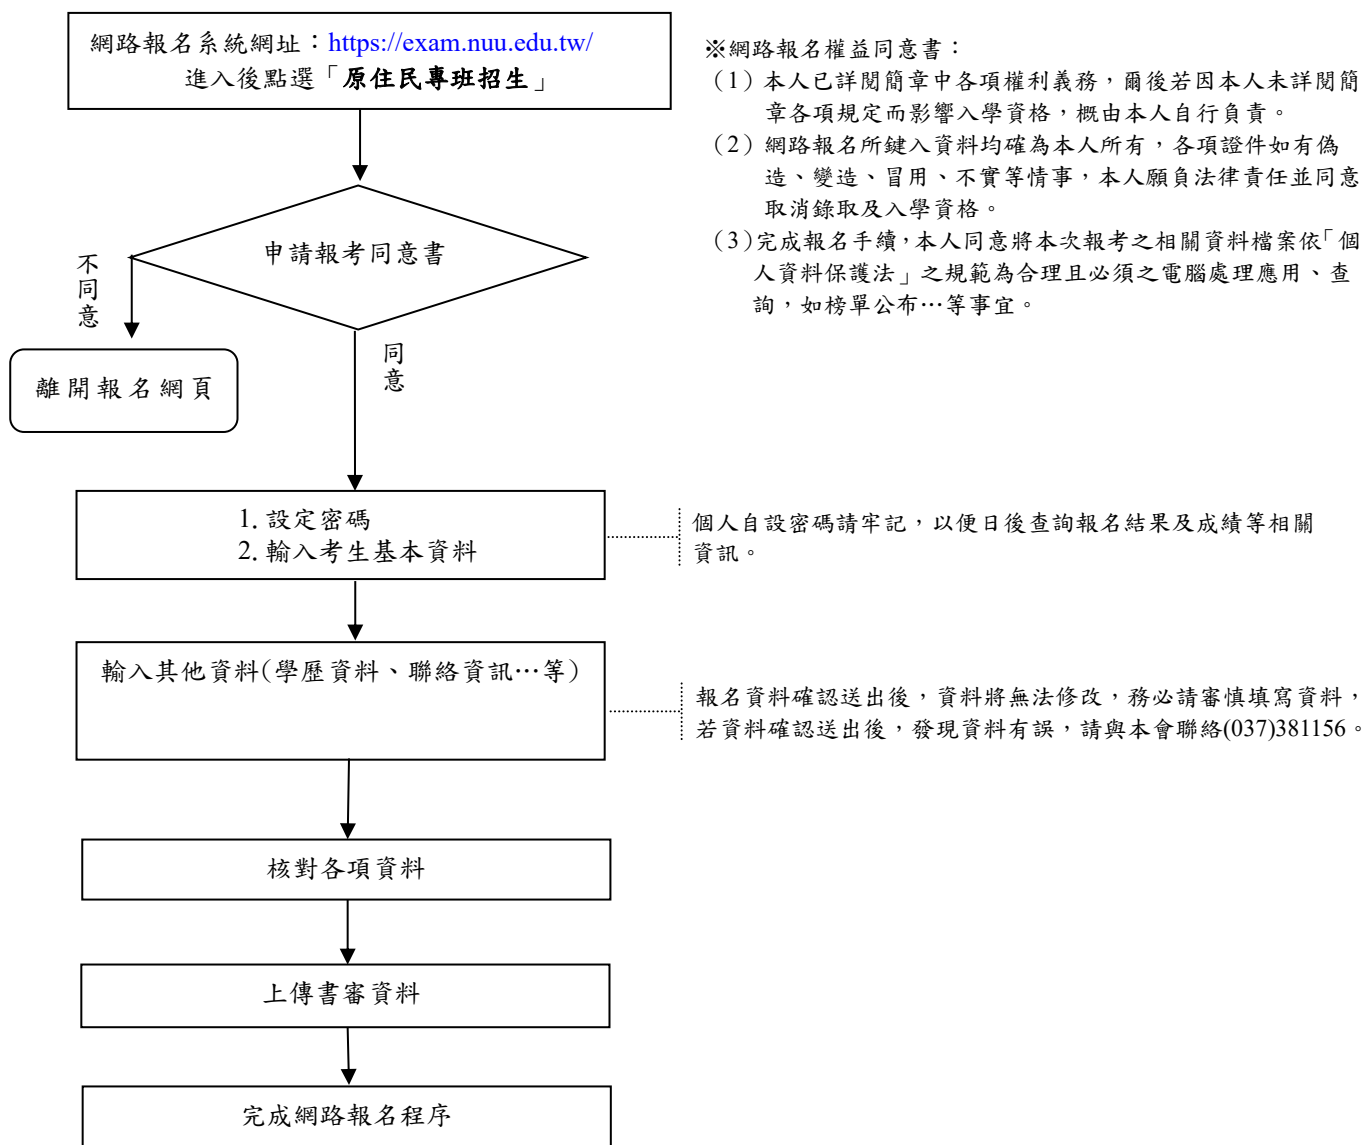 網路報名系統網址：https://exam.nuu.edu.tw/
進入後點選「原住民專班招生」
※網路報名權益同意書：
（1）本人已詳閱簡章中各項權利義務，爾後若因本人未詳閱簡
章各項規定而影響入學資格，概由本人自行負責。
（2）網路報名所鍵入資料均確為本人所有，各項證件如有偽
造、變造、冒用、不實等情事，本人願負法律責任並同意
取消錄取及入學資格。
（3）完成報名手續，本人同意將本次報考之相關資料檔案依「個
人資料保護法」之規範為合理且必須之電腦處理應用、查
詢，如榜單公布…等事宜。
申請報考同意書
不同意
離開報名網頁
同意
1. 設定密碼
2. 輸入考生基本資料
個人自設密碼請牢記，以便日後查詢報名結果及成績等相關
資訊。
輸入其他資料(學歷資料、聯絡資訊…等)
報名資料確認送出後，資料將無法修改，務必請審慎填寫資料，
若資料確認送出後，發現資料有誤，請與本會聯絡(037)381156。
核對各項資料
上傳書審資料
完成網路報名程序